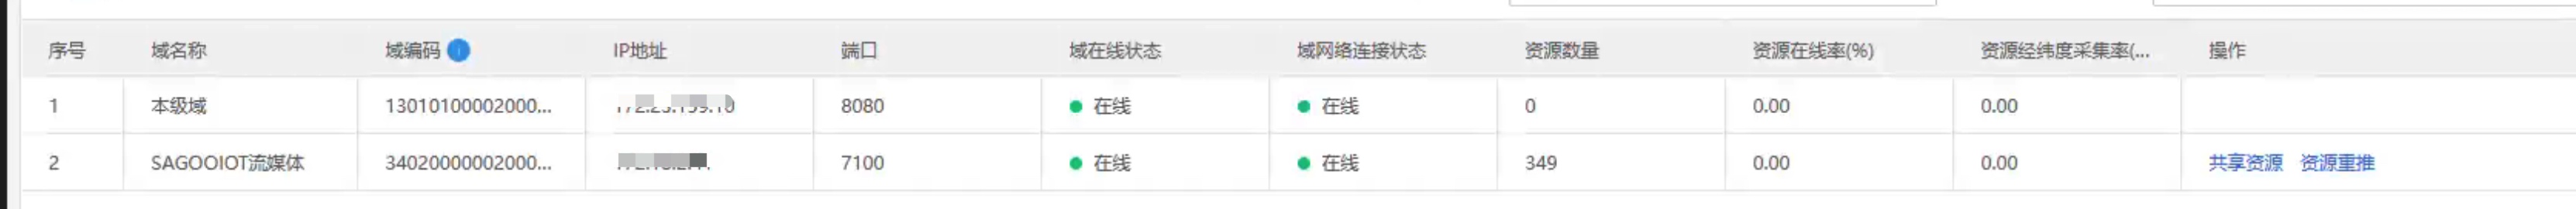 序号 域名称 域编码 IP地址 端口 域在线状态 域网络连接状态 资源数量 资源在线率(%) 资源经纬度采集率(... 操作
1 本级域 13010100002000... 8080 在线 在线 0 0.00 0.00
2 SAGOOIOT流媒体 34020000002000... 7100 在线 在线 349 0.00 0.00 共享资源 资源重推